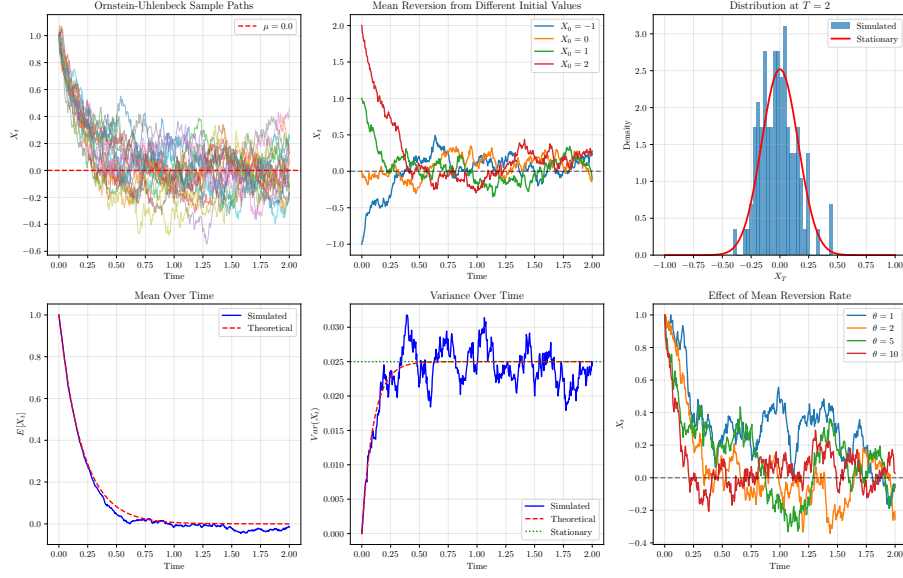 Ornstein-Uhlenbeck Sample Paths
1.0
0.8
0.6
0.4
0.2
0.0
−0.2
−0.4
−0.6
X_t
0.00 0.25 0.50 0.75 1.00 1.25 1.50 1.75 2.00
Time
μ = 0.0
Mean Reversion from Different Initial Values
2.0
1.5
1.0
0.5
0.0
−0.5
−1.0
X_t
0.00 0.25 0.50 0.75 1.00 1.25 1.50 1.75 2.00
Time
X_0 = −1
X_0 = 0
X_0 = 1
X_0 = 2
Distribution at T = 2
3.0
2.5
2.0
1.5
1.0
0.5
0.0
Density
−1.00 −0.75 −0.50 −0.25 0.00 0.25 0.50 0.75 1.00
X_T
Simulated
Stationary
Mean Over Time
1.0
0.8
0.6
0.4
0.2
0.0
E[X_t]
0.00 0.25 0.50 0.75 1.00 1.25 1.50 1.75 2.00
Time
Simulated
Theoretical
Variance Over Time
0.030
0.025
0.020
0.015
0.010
0.005
0.000
Var(X_t)
0.00 0.25 0.50 0.75 1.00 1.25 1.50 1.75 2.00
Time
Simulated
Theoretical
Stationary
Effect of Mean Reversion Rate
1.0
0.8
0.6
0.4
0.2
0.0
−0.2
−0.4
X_t
0.00 0.25 0.50 0.75 1.00 1.25 1.50 1.75 2.00
Time
θ = 1
θ = 2
θ = 5
θ = 10